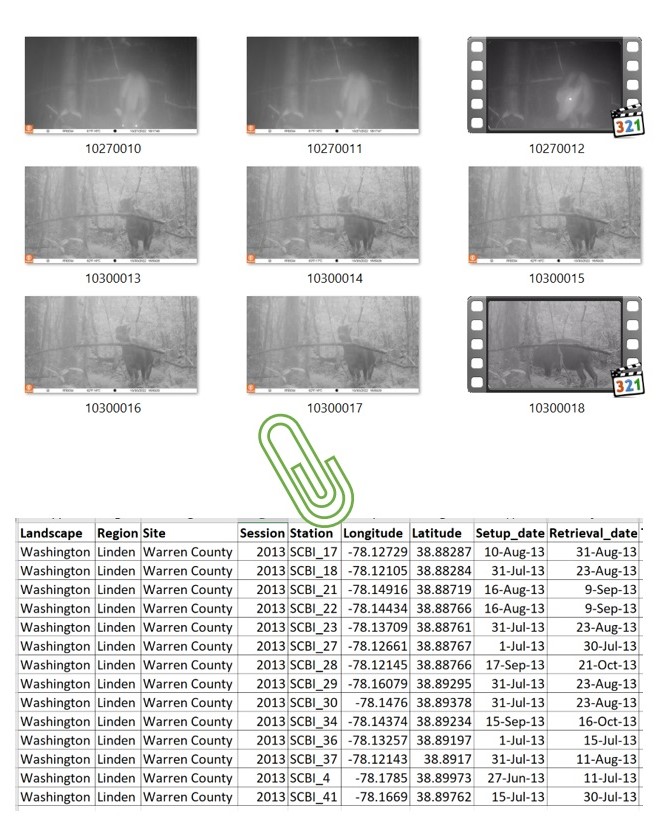 321
10270010 10270011 10270012
10300013 10300014 10300015
321
10300016 10300017 10300018
Landscape Region Site Session Station Longitude Latitude Setup_date Retrieval_date
Washington Linden Warren County 2013 SCBI_17 -78.12729 38.88287 10-Aug-13 31-Aug-13
Washington Linden Warren County 2013 SCBI_18 -78.12105 38.88284 31-Jul-13 23-Aug-13
Washington Linden Warren County 2013 SCBI_21 -78.14916 38.88719 16-Aug-13 9-Sep-13
Washington Linden Warren County 2013 SCBI_22 -78.14434 38.88766 16-Aug-13 9-Sep-13
Washington Linden Warren County 2013 SCBI_23 -78.13709 38.88761 31-Jul-13 23-Aug-13
Washington Linden Warren County 2013 SCBI_27 -78.12661 38.88767 1-Jul-13 30-Jul-13
Washington Linden Warren County 2013 SCBI_28 -78.12145 38.88766 17-Sep-13 21-Oct-13
Washington Linden Warren County 2013 SCBI_29 -78.16079 38.89295 31-Jul-13 23-Aug-13
Washington Linden Warren County 2013 SCBI_30 -78.1476 38.89378 31-Jul-13 23-Aug-13
Washington Linden Warren County 2013 SCBI_34 -78.14374 38.89234 15-Sep-13 16-Oct-13
Washington Linden Warren County 2013 SCBI_36 -78.13257 38.89197 1-Jul-13 15-Jul-13
Washington Linden Warren County 2013 SCBI_37 -78.12143 38.8917 31-Jul-13 11-Aug-13
Washington Linden Warren County 2013 SCBI_4 -78.1785 38.89973 27-Jun-13 11-Jul-13
Washington Linden Warren County 2013 SCBI_41 -78.1669 38.89762 15-Jul-13 30-Jul-13